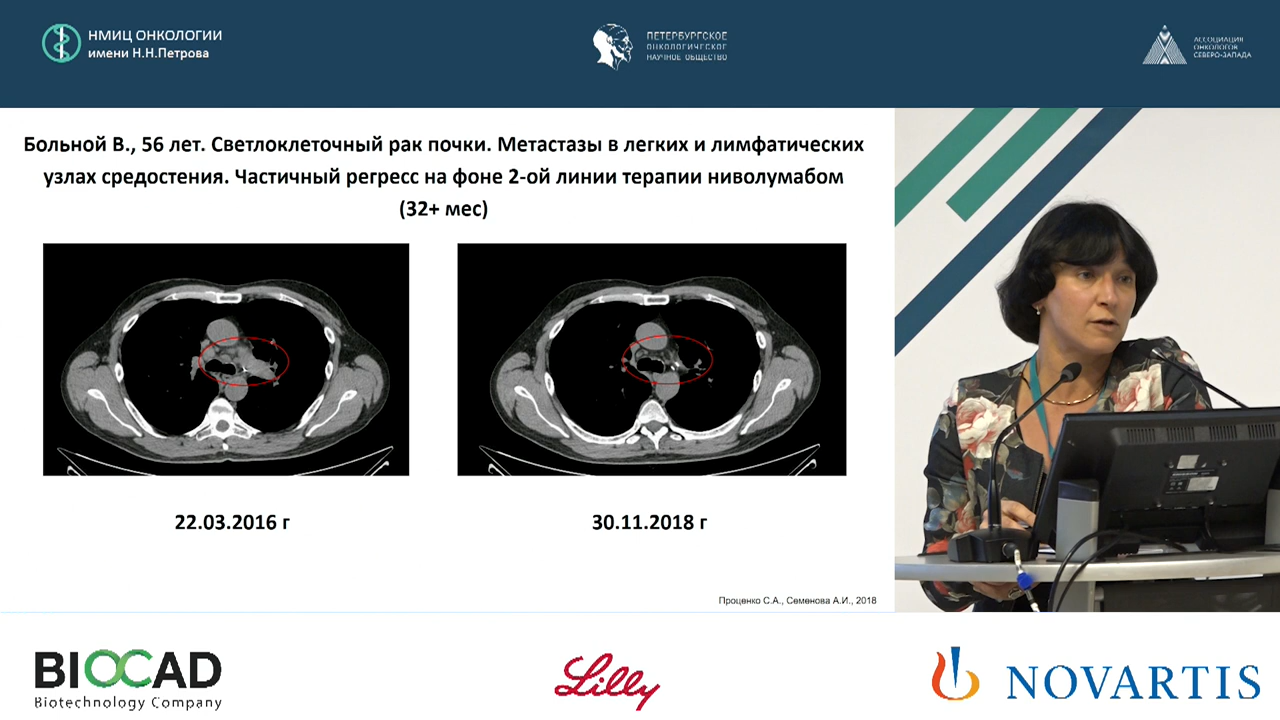 НМИЦ ОНКОЛОГИИ
имени Н.Н.Петрова
ПЕТЕРБУРГСКОЕ
ОНКОЛОГИЧЕСКОЕ
НАУЧНОЕ ОБЩЕСТВО
АССОЦИАЦИЯ
ОНКОЛОГОВ
СЕВЕРО-ЗАПАДА
Больной В., 56 лет. Светлоклеточный рак почки. Метастазы в легких и лимфатических
узлах средостения. Частичный регресс на фоне 2-ой линии терапии ниволумабом
(32+ мес)
22.03.2016 г
30.11.2018 г
Проценко С.А., Семенова А.И., 2018
BIOCAD
Biotechnology Company
Lilly
NOVARTIS